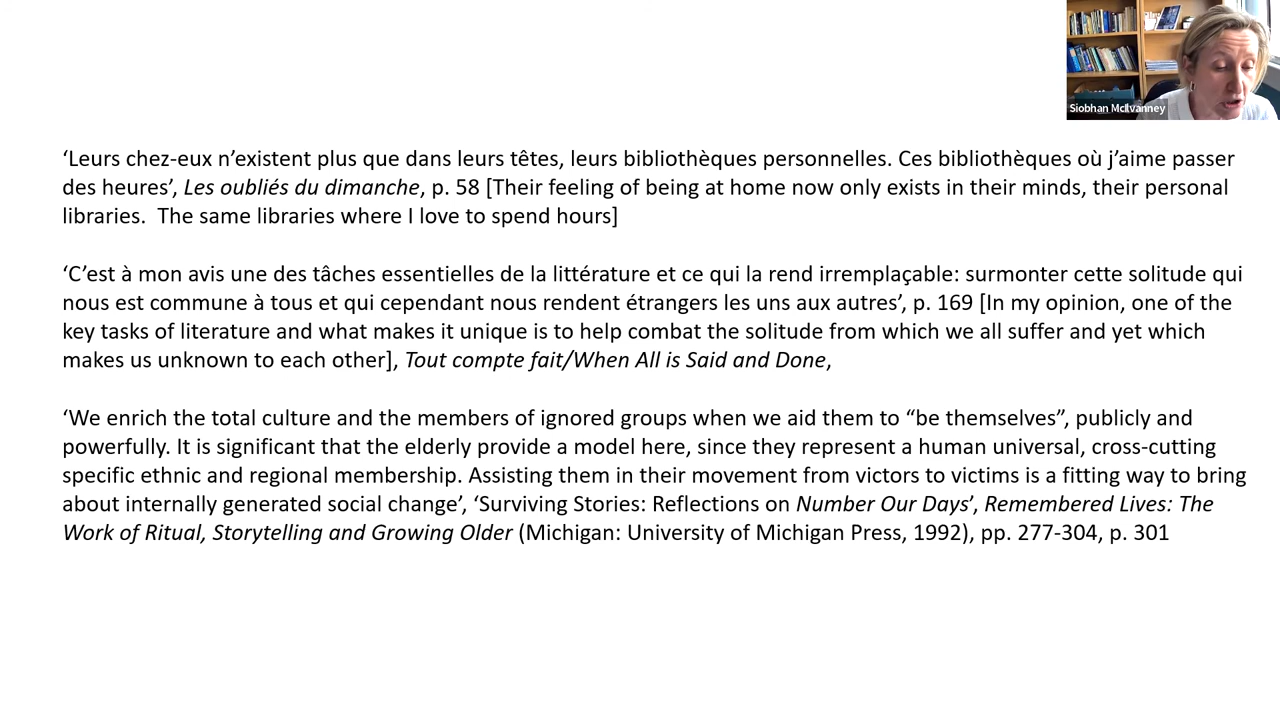 Siobhan McIlvanney
‘Leurs chez-eux n’existent plus que dans leurs têtes, leurs bibliothèques personnelles. Ces bibliothèques où j’aime passer
des heures’, Les oubliés du dimanche, p. 58 [Their feeling of being at home now only exists in their minds, their personal
libraries.  The same libraries where I love to spend hours]
‘C’est à mon avis une des tâches essentielles de la littérature et ce qui la rend irremplaçable: surmonter cette solitude qui
nous est commune à tous et qui cependant nous rendent étrangers les uns aux autres’, p. 169 [In my opinion, one of the
key tasks of literature and what makes it unique is to help combat the solitude from which we all suffer and yet which
makes us unknown to each other], Tout compte fait/When All is Said and Done,
‘We enrich the total culture and the members of ignored groups when we aid them to “be themselves”, publicly and
powerfully. It is significant that the elderly provide a model here, since they represent a human universal, cross-cutting
specific ethnic and regional membership. Assisting them in their movement from victors to victims is a fitting way to bring
about internally generated social change’, ‘Surviving Stories: Reflections on Number Our Days’, Remembered Lives: The
Work of Ritual, Storytelling and Growing Older (Michigan: University of Michigan Press, 1992), pp. 277-304, p. 301